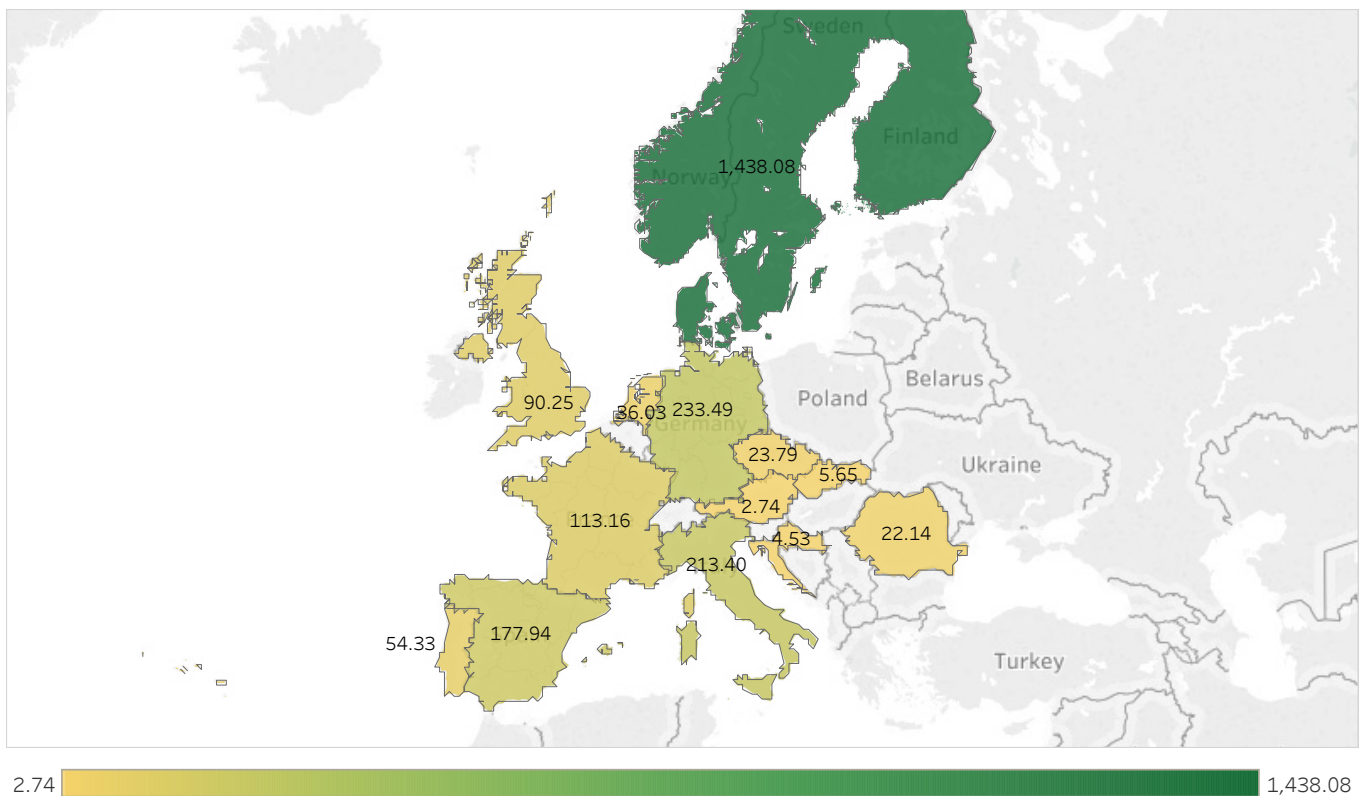 Sweden
Finland
1,438.08
Norway
Poland
Belarus
90.25
36.03
233.49
Germany
23.79
5.65
Ukraine
2.74
113.16
4.53
22.14
213.40
54.33
177.94
Turkey
2.74
1,438.08